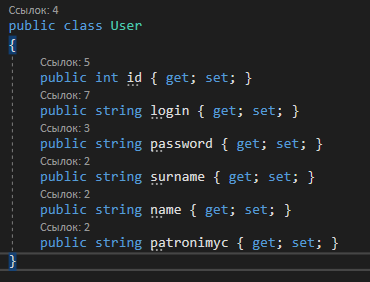 Ссылок: 4
public class User
{
Ссылок: 5
public int id { get; set; }
Ссылок: 7
public string login { get; set; }
Ссылок: 3
public string password { get; set; }
Ссылок: 2
public string surname { get; set; }
Ссылок: 2
public string name { get; set; }
Ссылок: 2
public string patronimyc { get; set; }
}